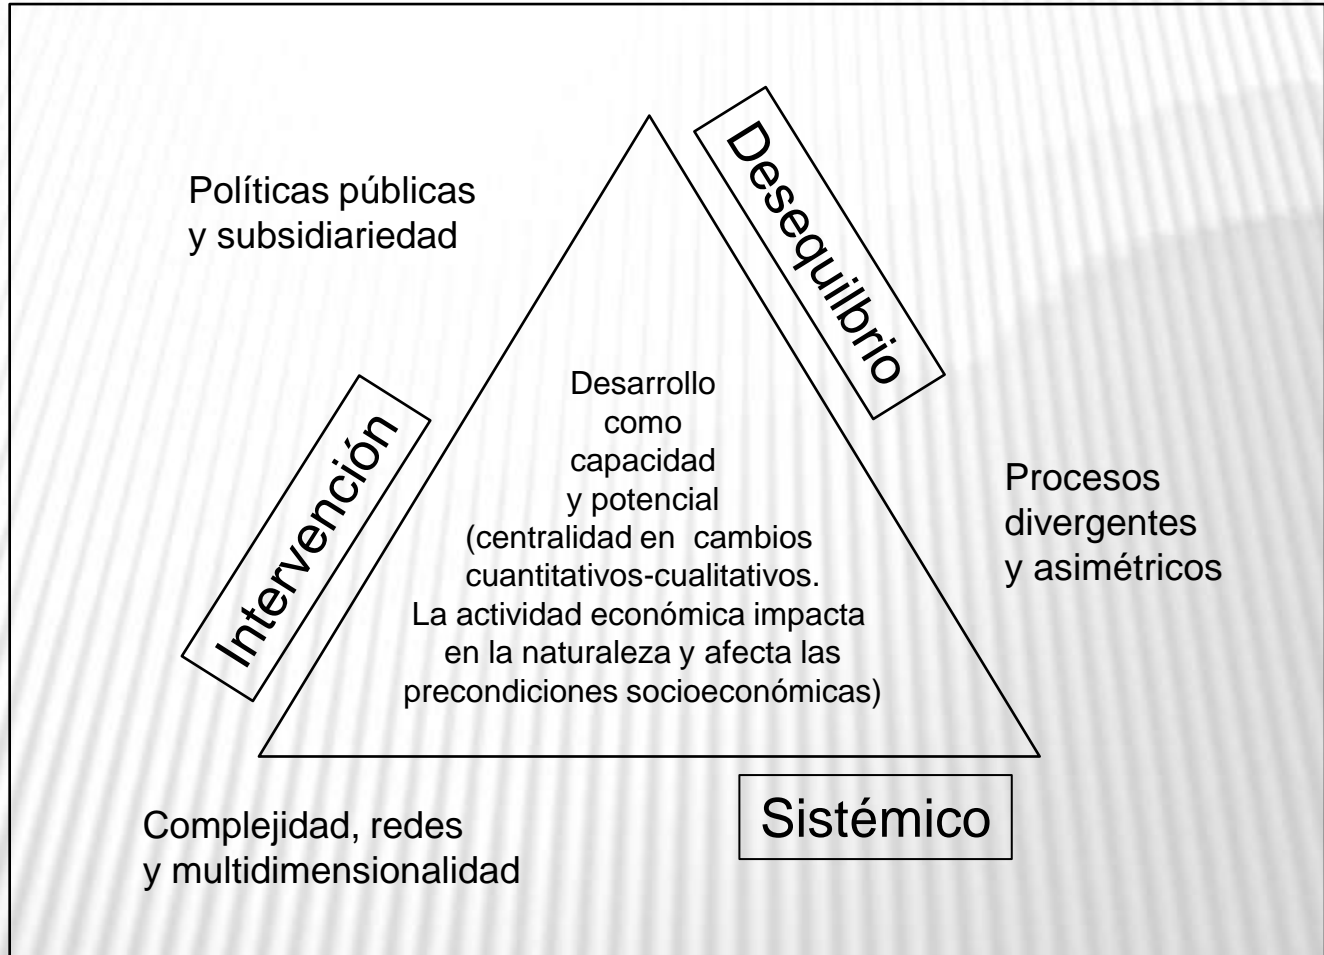 Políticas públicas
y subsidiariedad
Desequilbrio
Intervención
Desarrollo
como
capacidad
y potencial
(centralidad en cambios
cuantitativos-cualitativos.
La actividad económica impacta
en la naturaleza y afecta las
precondiciones socioeconómicas)
Procesos
divergentes
y asimétricos
Sistémico
Complejidad, redes
y multidimensionalidad